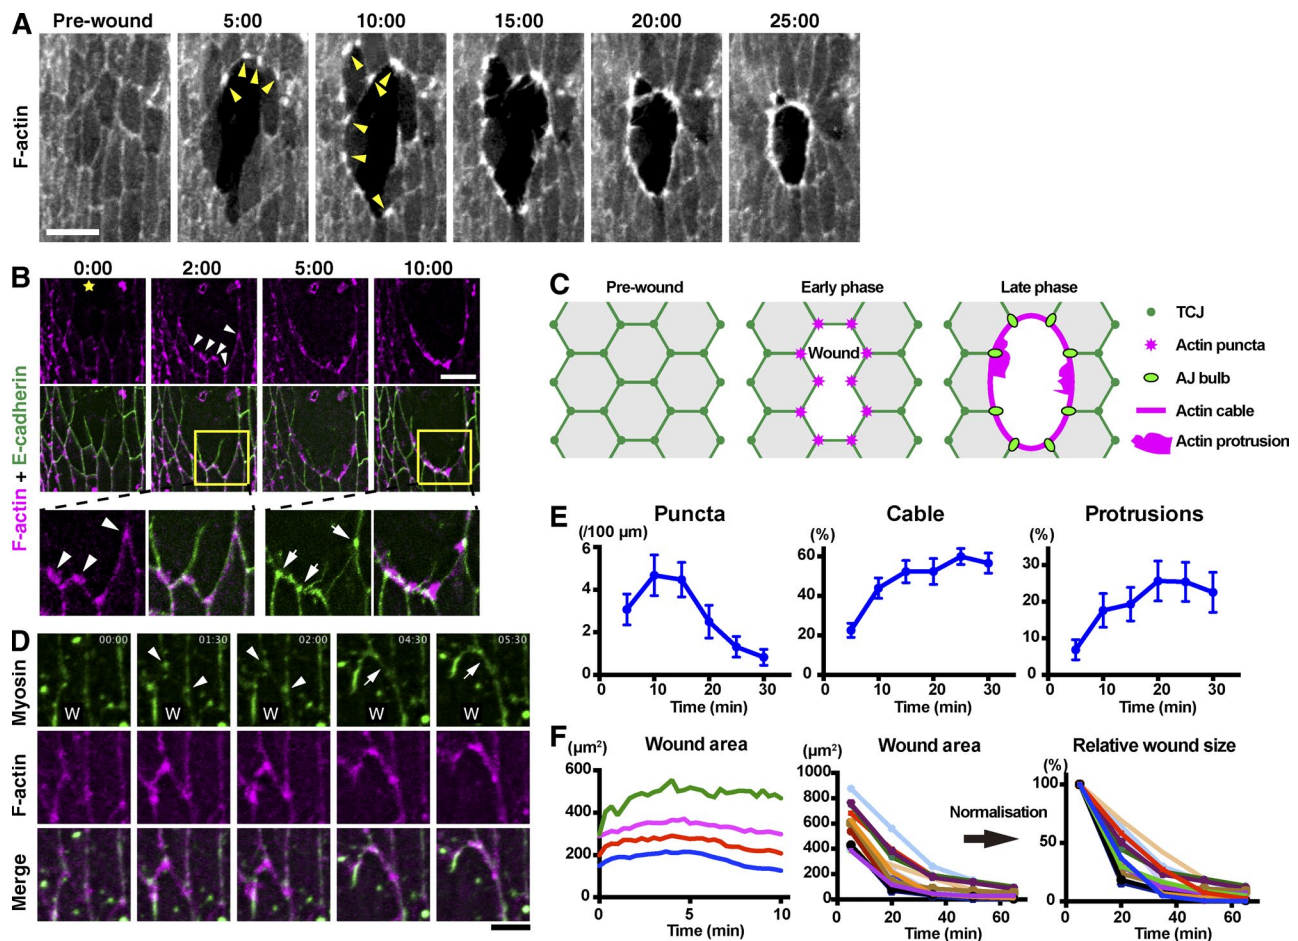 A
Pre-wound 5:00 10:00 15:00 20:00 25:00
F-actin
B
0:00 2:00 5:00 10:00
F-actin + E-cadherin
C
Pre-wound Early phase Late phase
Wound
TCJ
Actin puncta
AJ bulb
Actin cable
Actin protrusion
D
00:00 01:30 02:00 04:30 05:30
Myosin
W W W W W
F-actin
Merge
E
Puncta Cable Protrusions
(/100 µm) (%) (%)
6
4
2
0
0 10 20 30
Time (min)
60
40
20
0
0 10 20 30
Time (min)
40
30
20
10
0
0 10 20 30
Time (min)
F
(µm²) Wound area
600
400
200
0
0 5 10
Time (min)
(µm²) Wound area
1000
800
600
400
200
0
0 20 40 60
Time (min)
Normalisation
Relative wound size
(%)
100
50
0
0 20 40 60
Time (min)